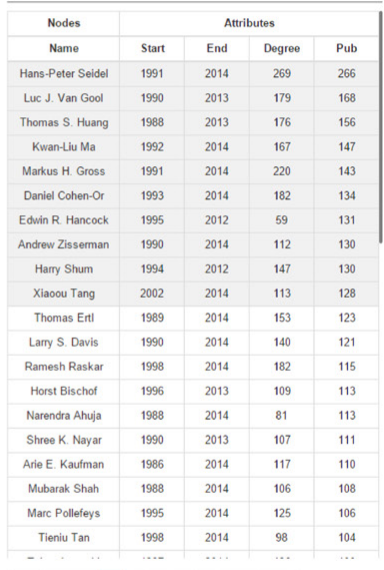 Nodes Attributes
Name Start End Degree Pub
Hans-Peter Seidel 1991 2014 269 266
Luc J. Van Gool 1990 2013 179 168
Thomas S. Huang 1988 2013 176 156
Kwan-Liu Ma 1992 2014 167 147
Markus H. Gross 1991 2014 220 143
Daniel Cohen-Or 1993 2014 182 134
Edwin R. Hancock 1995 2012 59 131
Andrew Zisserman 1990 2014 112 130
Harry Shum 1994 2012 147 130
Xiaoou Tang 2002 2014 113 128
Thomas Ertl 1989 2014 153 123
Larry S. Davis 1990 2014 140 121
Ramesh Raskar 1998 2014 182 115
Horst Bischof 1996 2013 109 113
Narendra Ahuja 1988 2014 81 113
Shree K. Nayar 1990 2013 107 111
Arie E. Kaufman 1986 2014 117 110
Mubarak Shah 1988 2014 106 108
Marc Pollefeys 1995 2014 125 106
Tieniu Tan 1998 2014 98 104